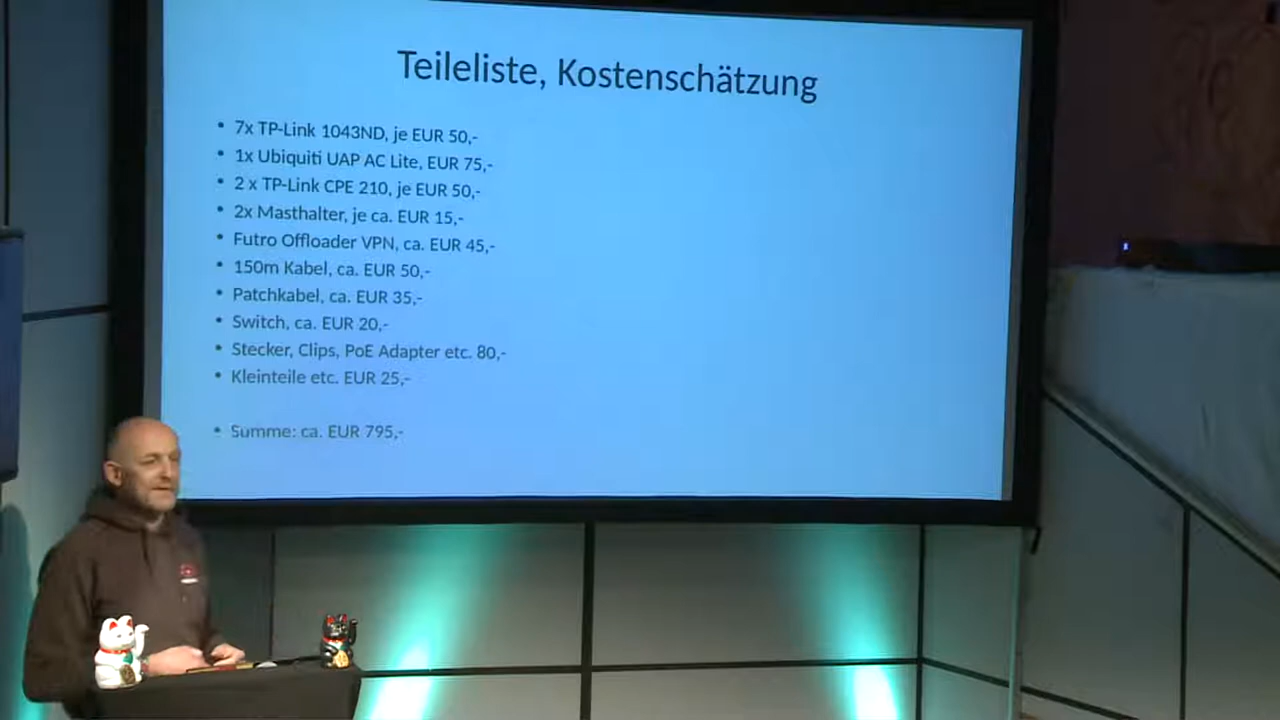 Teileliste, Kostenschätzung
• 7x TP-Link 1043ND, je EUR 50,-
• 1x Ubiquiti UAP AC Lite, EUR 75,-
• 2 x TP-Link CPE 210, je EUR 50,-
• 2x Masthalter, je ca. EUR 15,-
• Futro Offloader VPN, ca. EUR 45,-
• 150m Kabel, ca. EUR 50,-
• Patchkabel, ca. EUR 35,-
• Switch, ca. EUR 20,-
• Stecker, Clips, PoE Adapter etc. 80,-
• Kleinteile etc. EUR 25,-
• Summe: ca. EUR 795,-